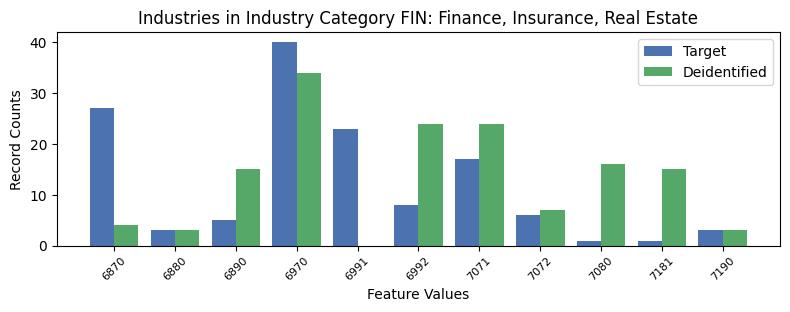 Industries in Industry Category FIN: Finance, Insurance, Real Estate
Target
Deidentified
Record Counts
40
30
20
10
0
6870 6880 6890 6970 6991 6992 7071 7072 7080 7181 7190
Feature Values